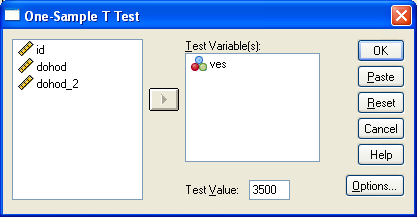 One-Sample T Test
id
dohod
dohod_2
Test Variable(s):
ves
Test Value: 3500
OK
Paste
Reset
Cancel
Help
Options...